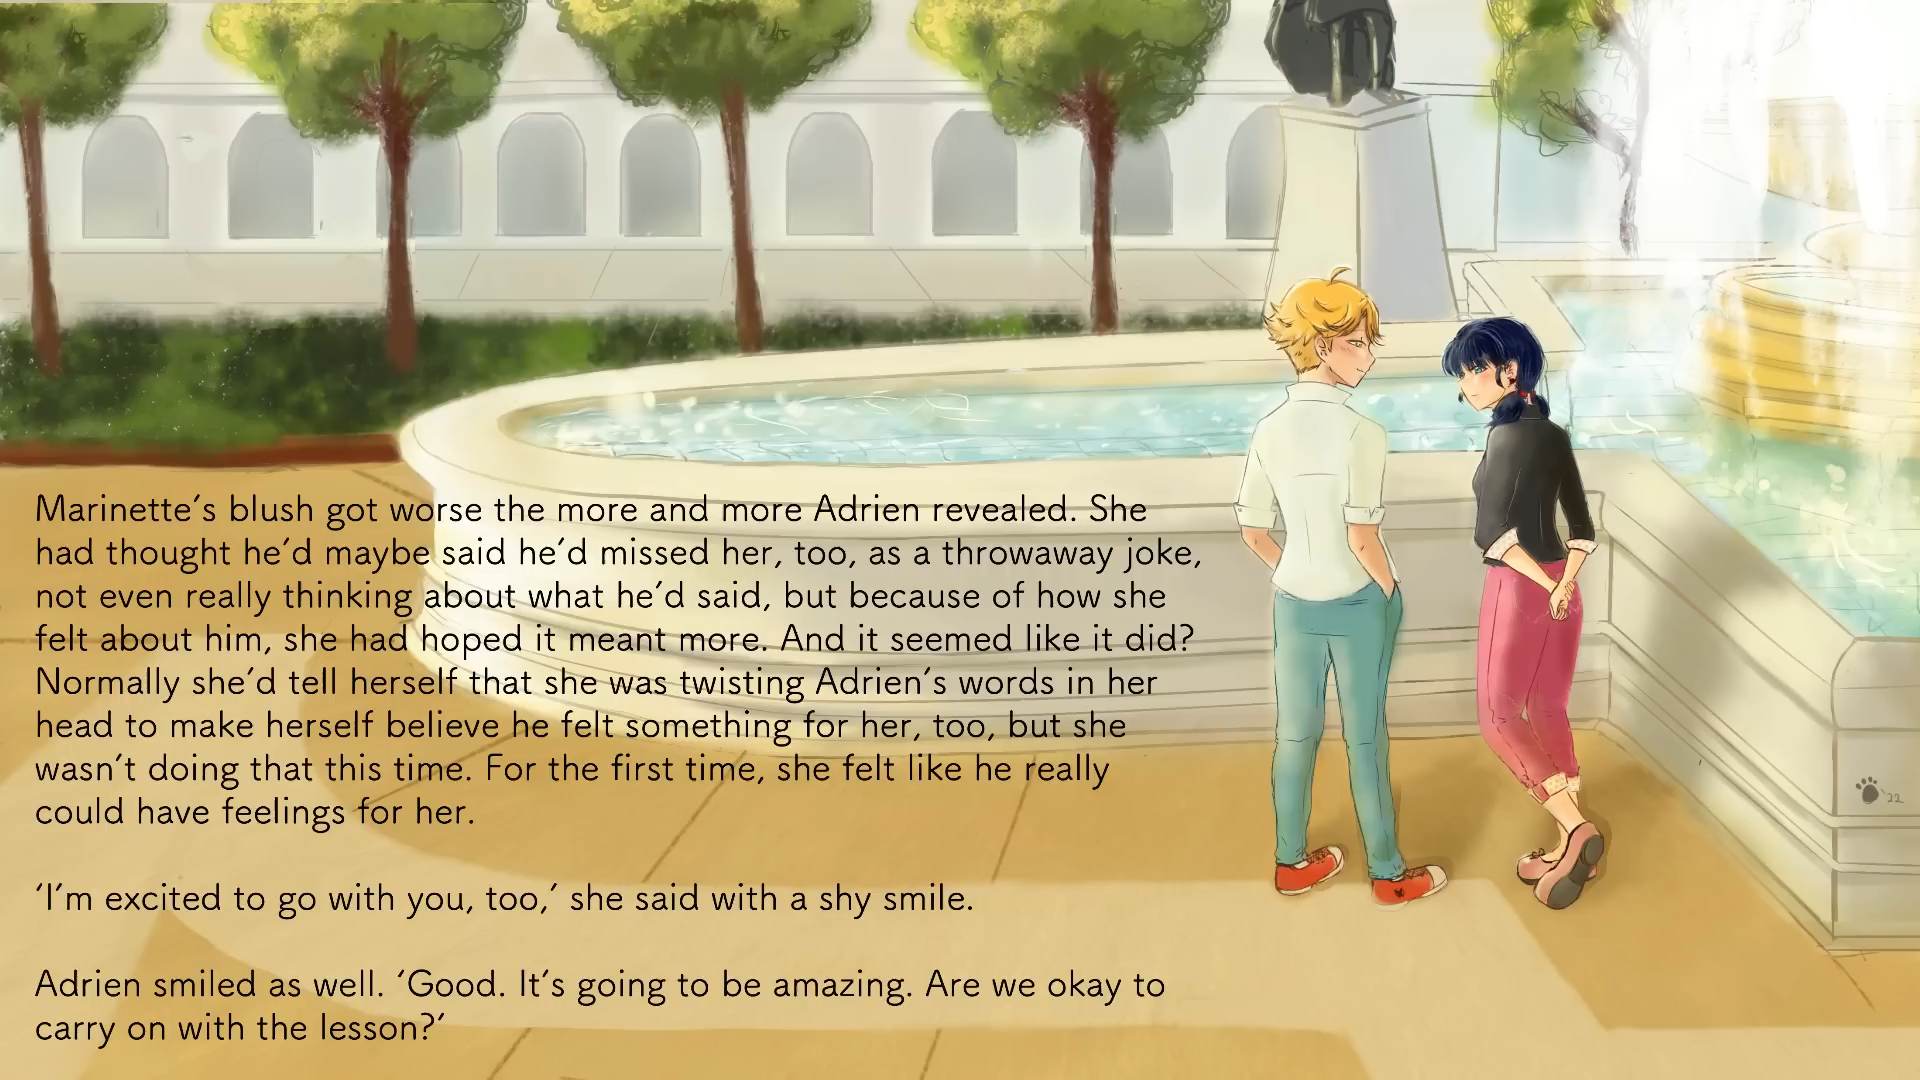 Marinette’s blush got worse the more and more Adrien revealed. She
had thought he’d maybe said he’d missed her, too, as a throwaway joke,
not even really thinking about what he’d said, but because of how she
felt about him, she had hoped it meant more. And it seemed like it did?
Normally she’d tell herself that she was twisting Adrien’s words in her
head to make herself believe he felt something for her, too, but she
wasn’t doing that this time. For the first time, she felt like he really
could have feelings for her.
‘I’m excited to go with you, too,’ she said with a shy smile.
Adrien smiled as well. ‘Good. It’s going to be amazing. Are we okay to
carry on with the lesson?’
‘22